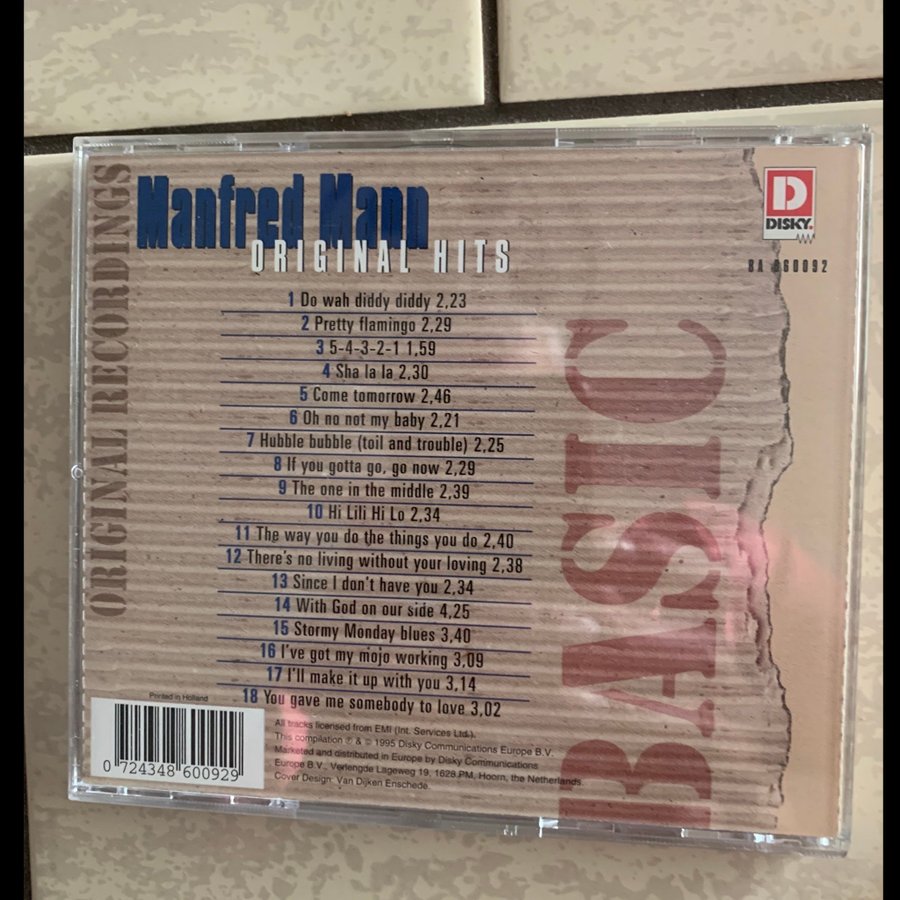 ORIGINAL RECORDINGS
Manfred Mann
ORIGINAL HITS
D
DISKY.
BA 860092
1 Do wah diddy diddy 2,23
2 Pretty flamingo 2,29
3 5-4-3-2-1 1,59
4 Sha la la 2,30
5 Come tomorrow 2,46
6 Oh no not my baby 2,21
7 Hubble bubble (toil and trouble) 2,25
8 If you gotta go, go now 2,29
9 The one in the middle 2,39
10 Hi Lili Hi Lo 2,34
11 The way you do the things you do 2,40
12 There's no living without your loving 2,38
13 Since I don't have you 2,34
14 With God on our side 4,25
15 Stormy Monday blues 3,40
16 I've got my mojo working 3,09
17 I'll make it up with you 3,14
18 You gave me somebody to love 3,02
BASIC
Printed in Holland
0 724348 600929
All tracks licensed from EMI (Int. Services Ltd.).
This compilation ℗ & © 1995 Disky Communications Europe B.V.
Marketed and distributed in Europe by Disky Communications
Europe B.V., Verlengde Lageweg 19, 1628 PM, Hoorn, the Netherlands.
Cover Design: Van Dijken Enschede.